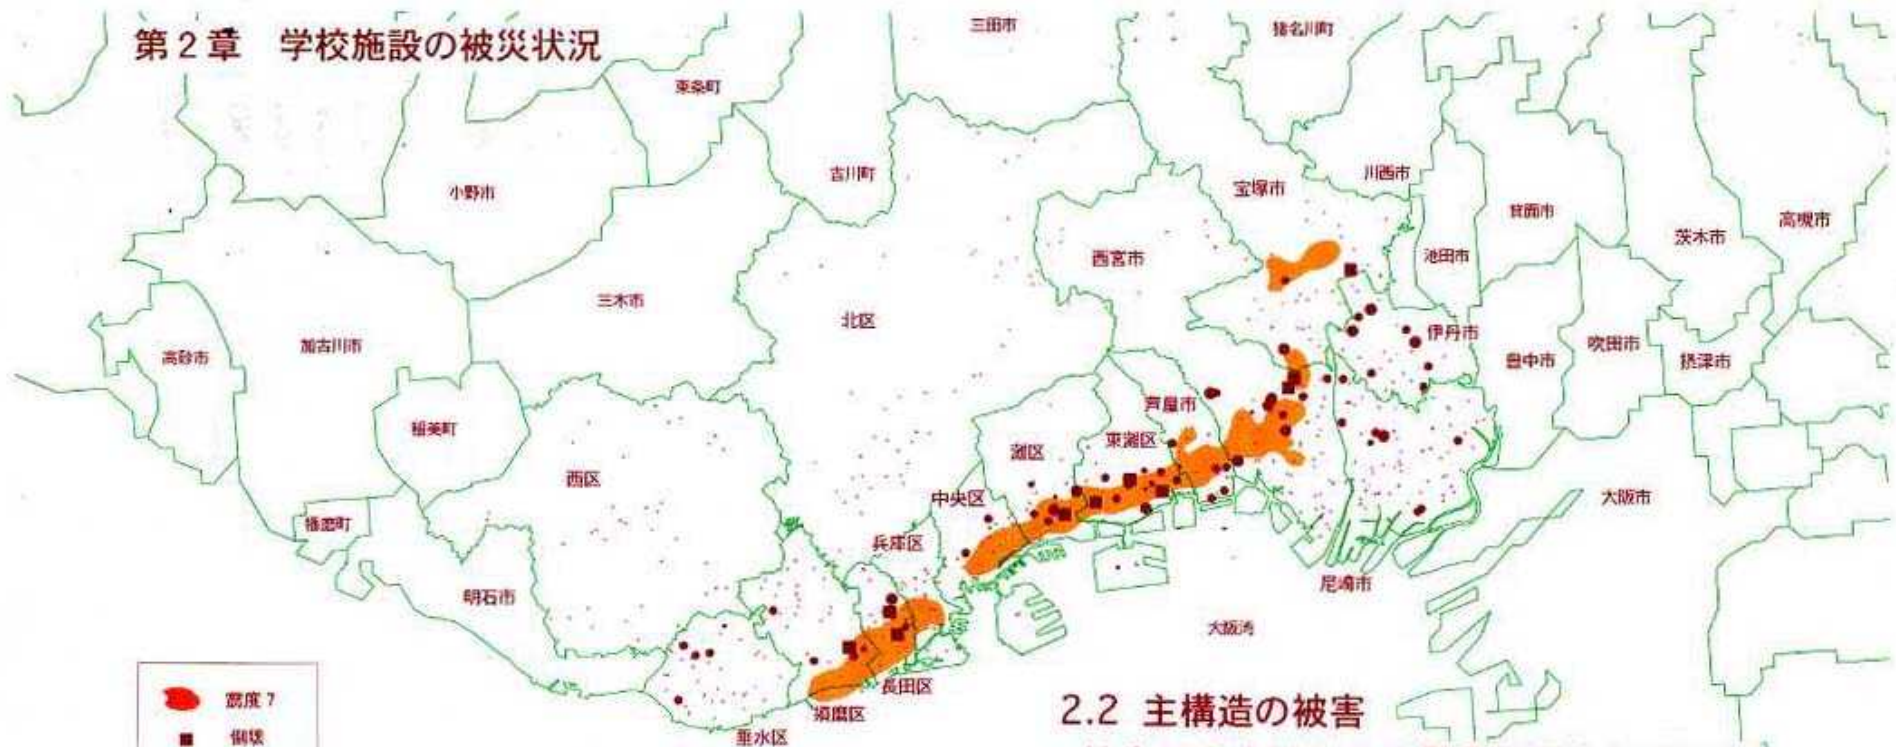 第2章 学校施設の被災状況
三田市
猪名川町
東条町
吉川町
小野市
宝塚市
川西市
箕面市
高槻市
茨木市
池田市
西宮市
三木市
北区
伊丹市
加古川市
高砂市
豊中市
吹田市
摂津市
芦屋市
稲美町
東灘区
灘区
西区
中央区
大阪市
播磨町
兵庫区
明石市
尼崎市
大阪湾
長田区
須磨区
垂水区
震度7
倒壊
2.2 主構造の被害